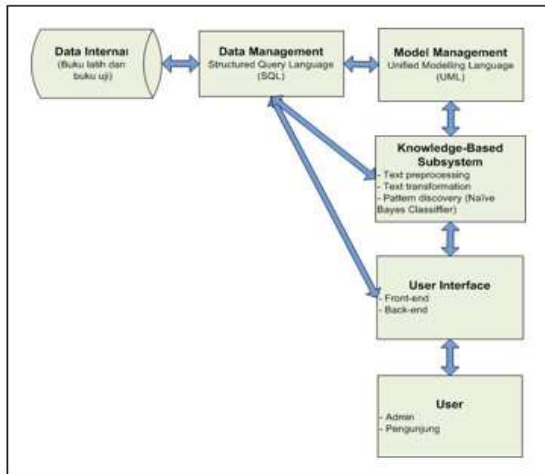 Data Internal
(Buku latih dan
buku uji)
Data Management
Structured Query Language
(SQL)
Model Management
Unified Modelling Language
(UML)
Knowledge-Based
Subsystem
- Text preprocessing
- Text transformation
- Pattern discovery (Naïve
Bayes Classiffier)
User Interface
- Front-end
- Back-end
User
- Admin
- Pengunjung